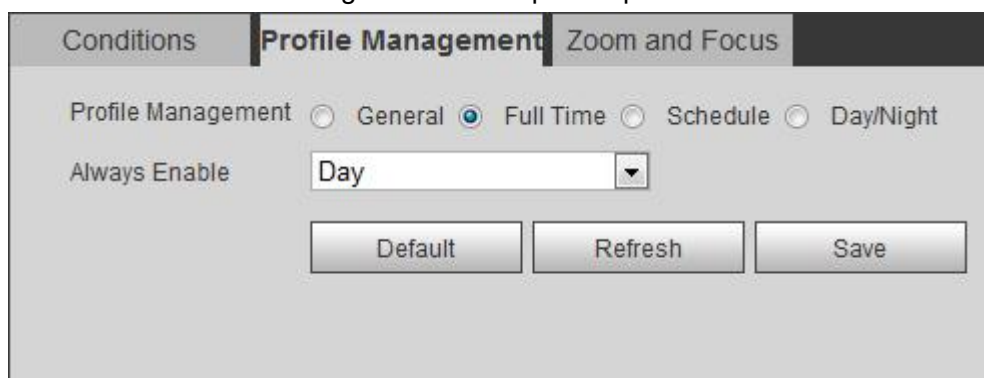 Conditions Profile Management Zoom and Focus
Profile Management General Full Time Schedule Day/Night
Always Enable Day
Default Refresh Save